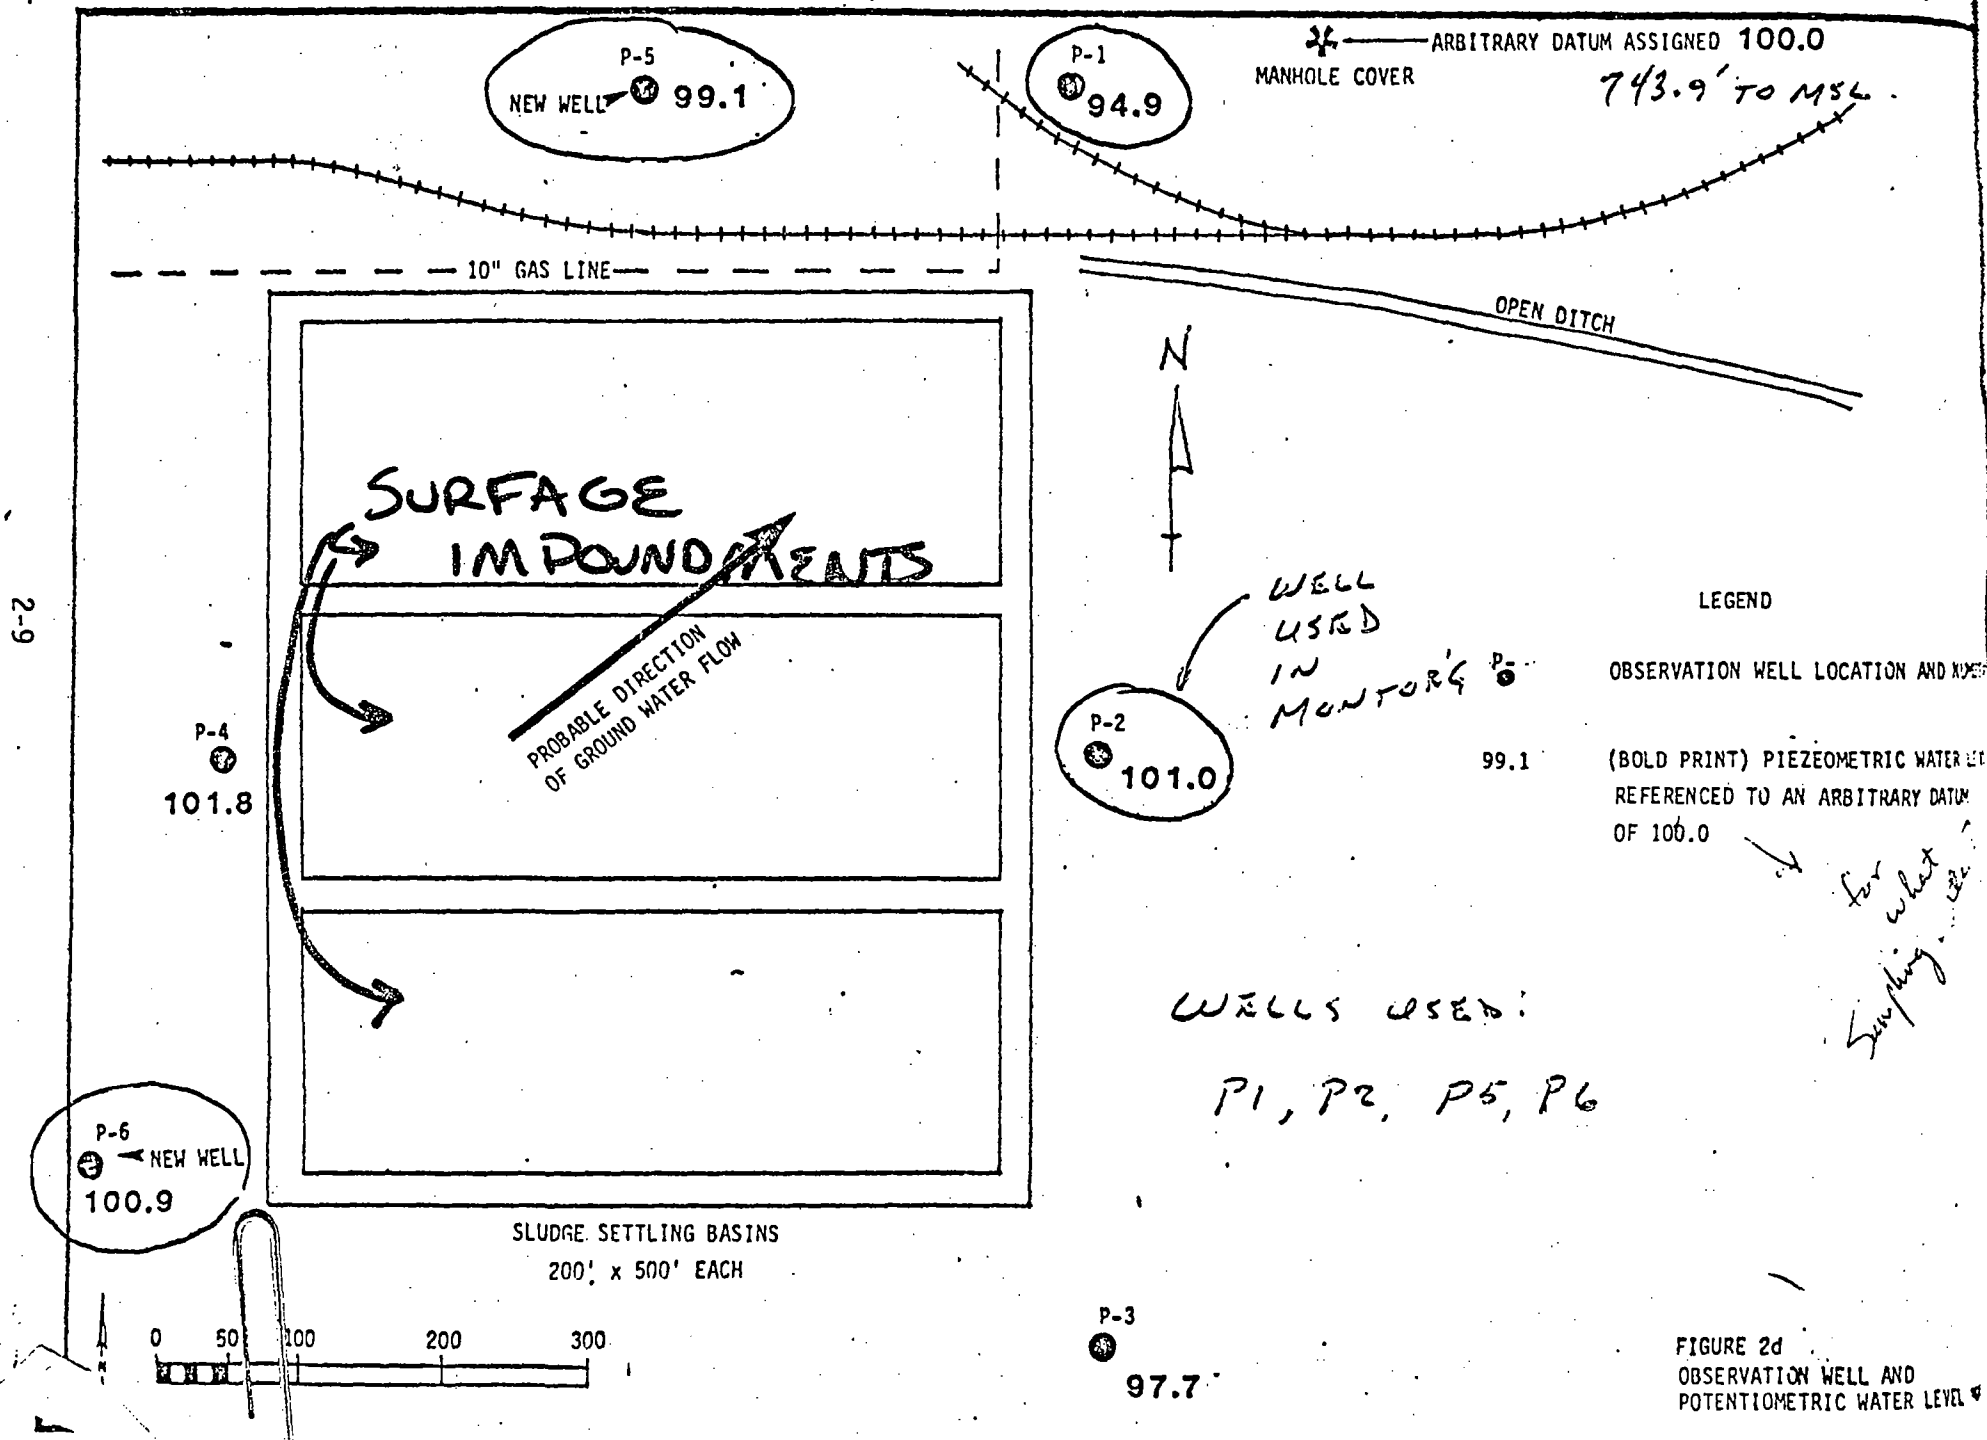 P-5
NEW WELL 99.1
P-1
94.9
ARBITRARY DATUM ASSIGNED 100.0
MANHOLE COVER
743.9' TO MSL.
10" GAS LINE
OPEN DITCH
N
SURFAGE
IMPOUNDMENTS
PROBABLE DIRECTION
OF GROUND WATER FLOW
2-9
P-4
101.8
WELL
USED
IN
MONTOR'G
P-2
101.0
LEGEND
P-
OBSERVATION WELL LOCATION AND
99.1
(BOLD PRINT) PIEZEOMETRIC WATER
REFERENCED TO AN ARBITRARY DATUM
OF 100.0
for
what
Sampling
WELLS USED:
P1, P2, P5, P6
P-6
NEW WELL
100.9
SLUDGE SETTLING BASINS
200' x 500' EACH
0 50 100 200 300
N
P-3
97.7
FIGURE 2d
OBSERVATION WELL AND
POTENTIOMETRIC WATER LEVEL